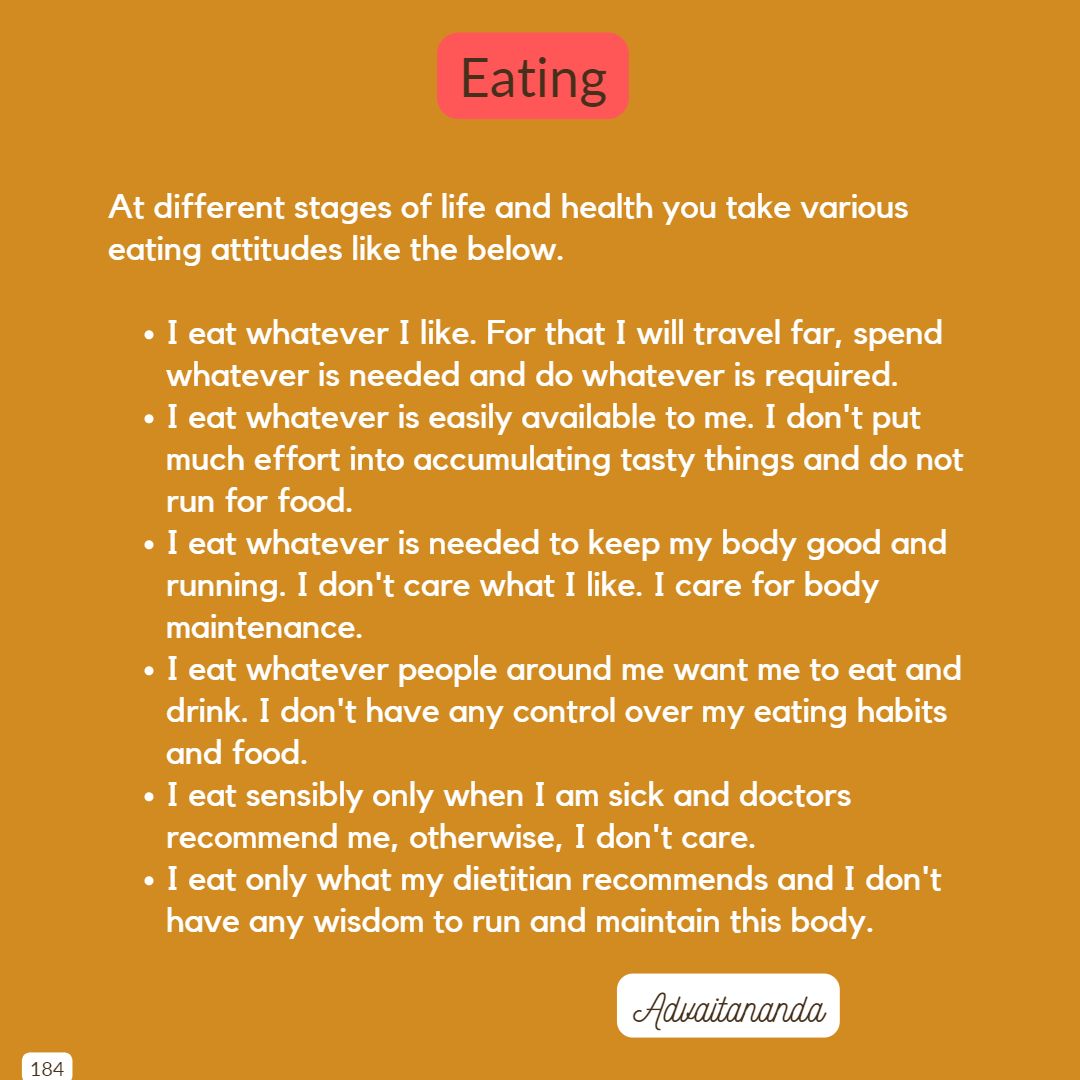 Eating
At different stages of life and health you take various
eating attitudes like the below.
• I eat whatever I like. For that I will travel far, spend
whatever is needed and do whatever is required.
• I eat whatever is easily available to me. I don't put
much effort into accumulating tasty things and do not
run for food.
• I eat whatever is needed to keep my body good and
running. I don't care what I like. I care for body
maintenance.
• I eat whatever people around me want me to eat and
drink. I don't have any control over my eating habits
and food.
• I eat sensibly only when I am sick and doctors
recommend me, otherwise, I don't care.
• I eat only what my dietitian recommends and I don't
have any wisdom to run and maintain this body.
Advaitananda
184